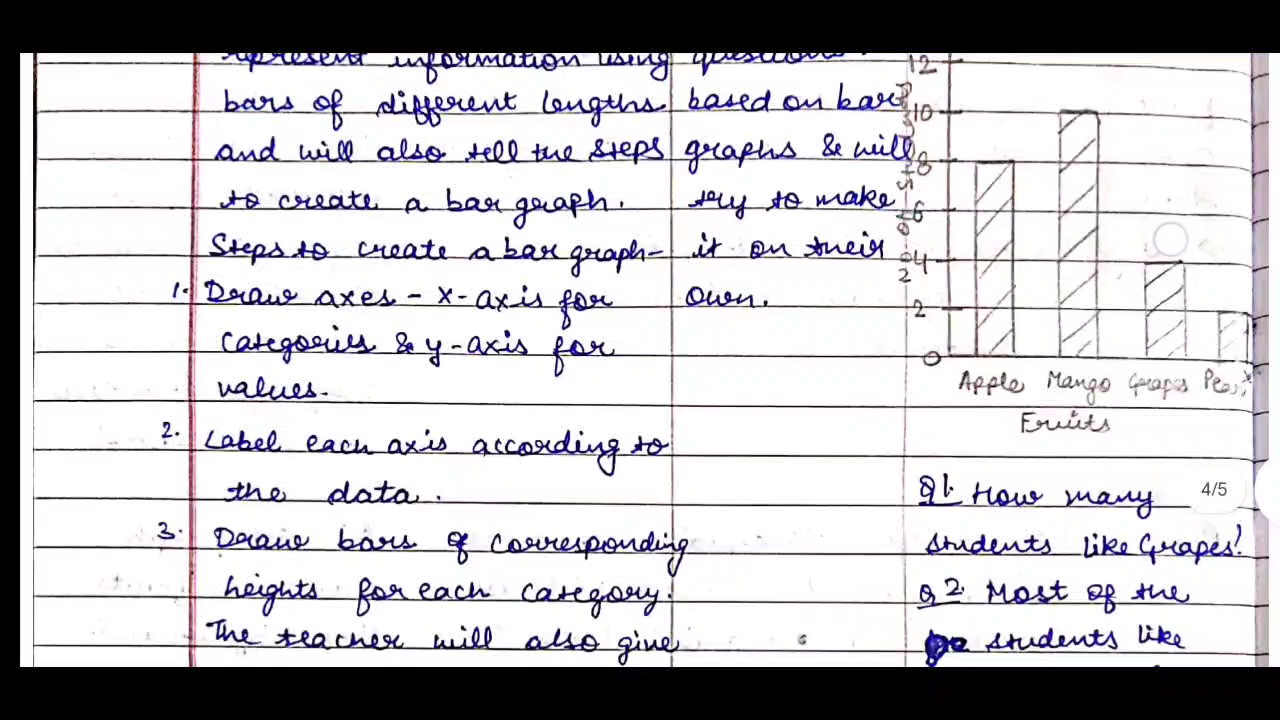 represent information using
bars of different lengths
and will also tell the steps
to create a bar graph.
Steps to create a bar graph-
1. Draw axes - x-axis for
categories & y-axis for
values.
2. Label each axis according to
the data.
3. Draw bars of corresponding
heights for each category.
The teacher will also give
questions
based on bar
graphs & will
try to make
it on their
own.
12
10
8
6
4
2
0
Apple Mango Grapes
Fruits
Q1. How many
students like Grapes?
Q2. Most of the
students like
4/5